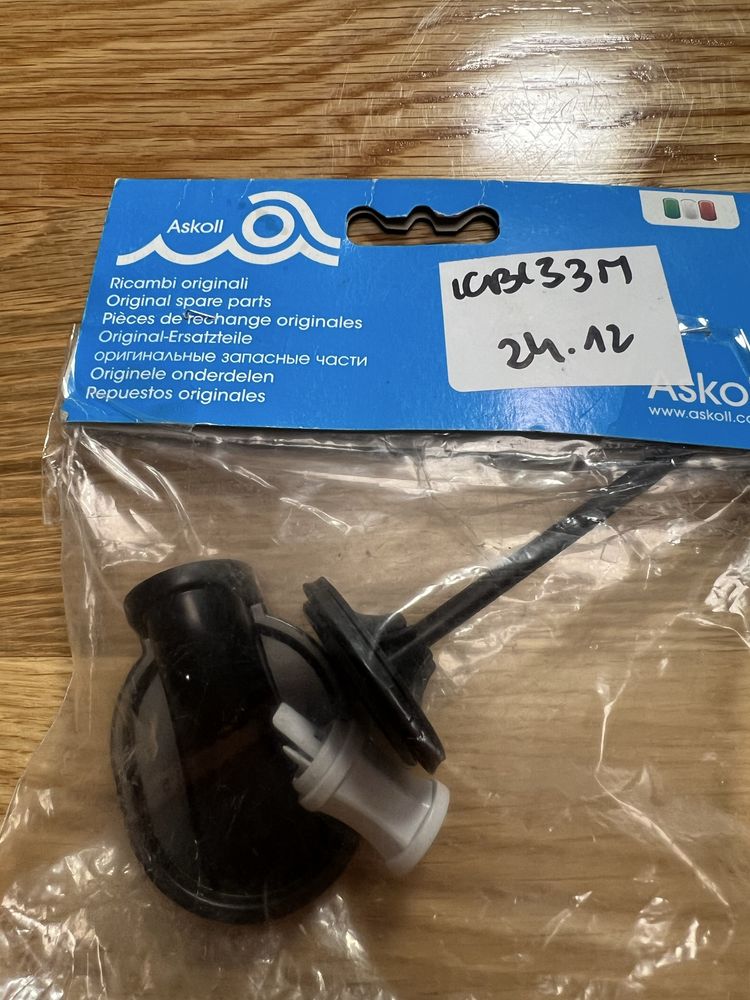 Askoll
Ricambi originali
Original spare parts
Pièces de rechange originales
Original-Ersatzteile
оригинальные запасные части
Originele onderdelen
Repuestos originales
24.12
Asko
www.askoll.co